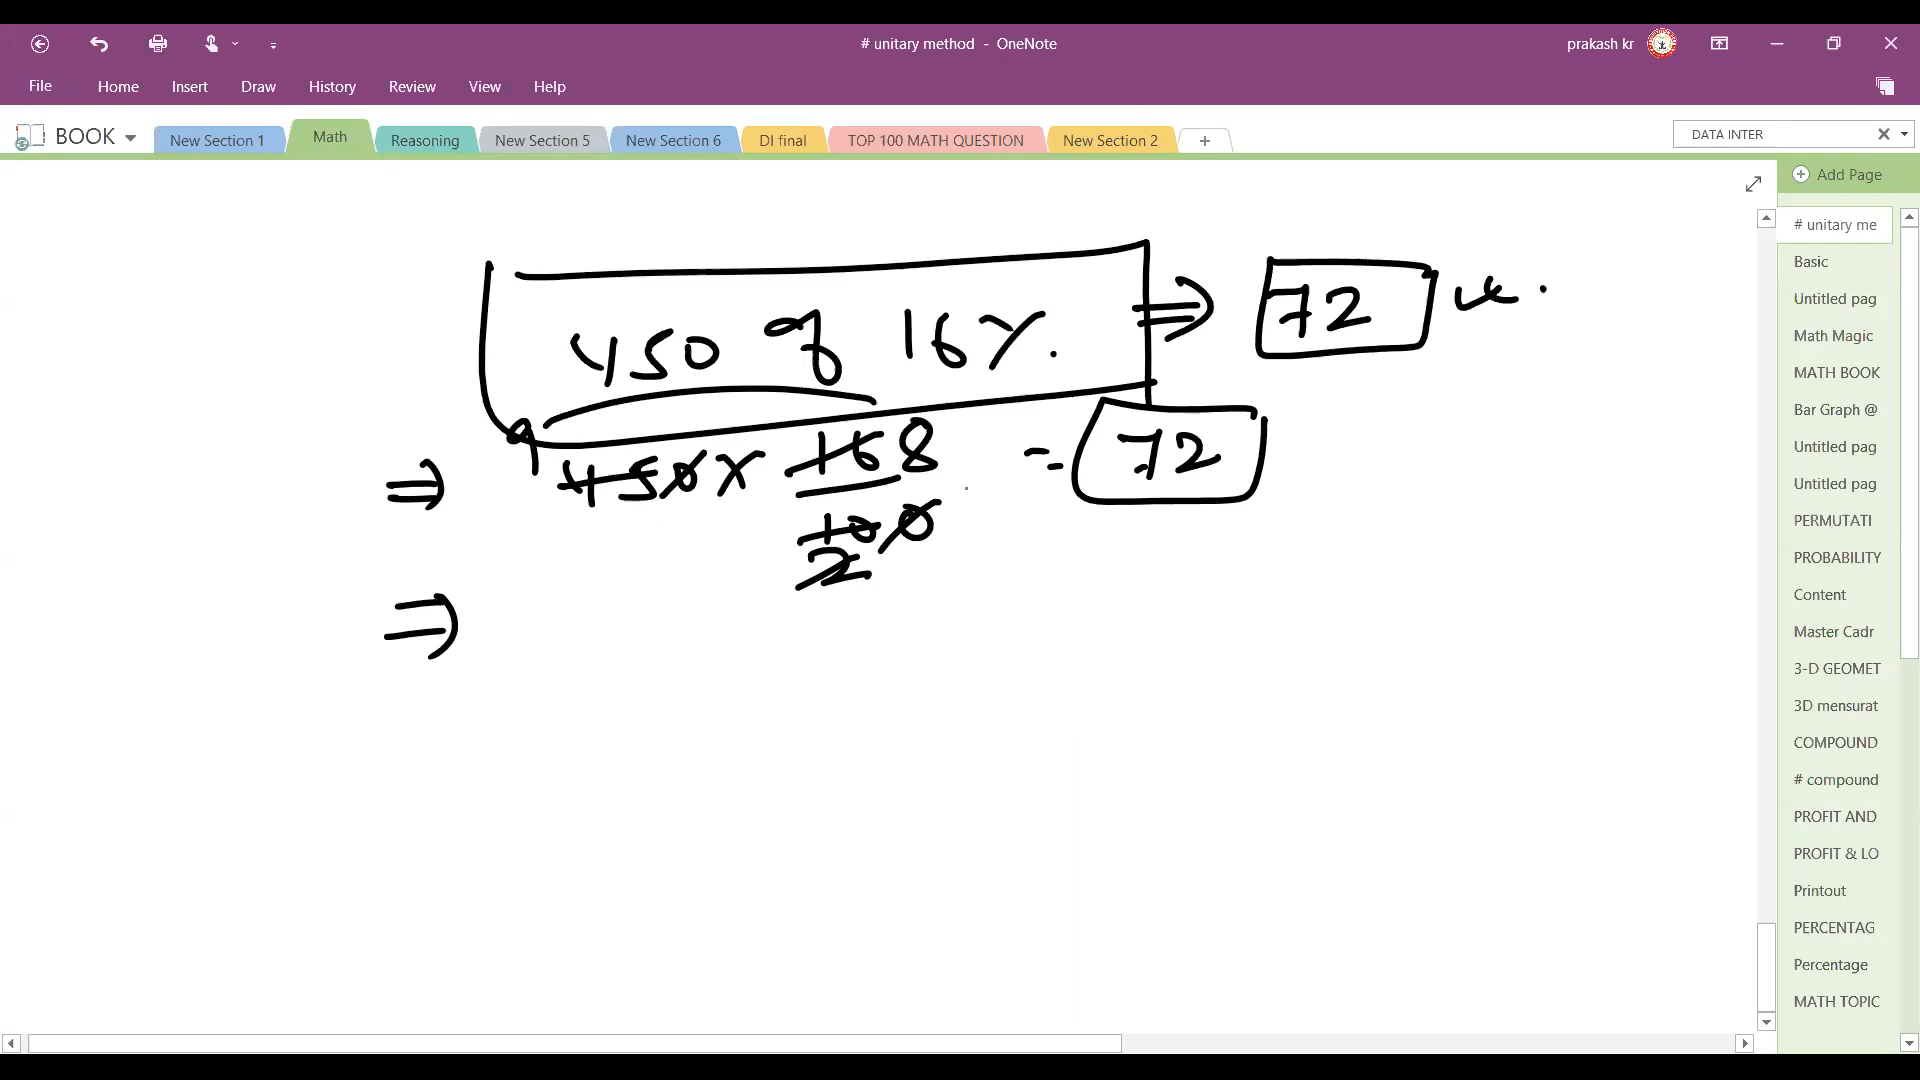 # unitary method - OneNote
prakash kr
File Home Insert Draw History Review View Help
BOOK
New Section 1 Math Reasoning New Section 5 New Section 6 DI final TOP 100 MATH QUESTION New Section 2 +
DATA INTER
Add Page
# unitary me
Basic
Untitled pag
Math Magic
MATH BOOK
Bar Graph @
Untitled pag
Untitled pag
PERMUTATI
PROBABILITY
Content
Master Cadr
3-D GEOMET
3D mensurat
COMPOUND
# compound
PROFIT AND
PROFIT & LO
Printout
PERCENTAG
Percentage
MATH TOPIC
450 of 16%. ⇒ 72
9
⇒ 450 x 16 8 = 72
100
2
⇒